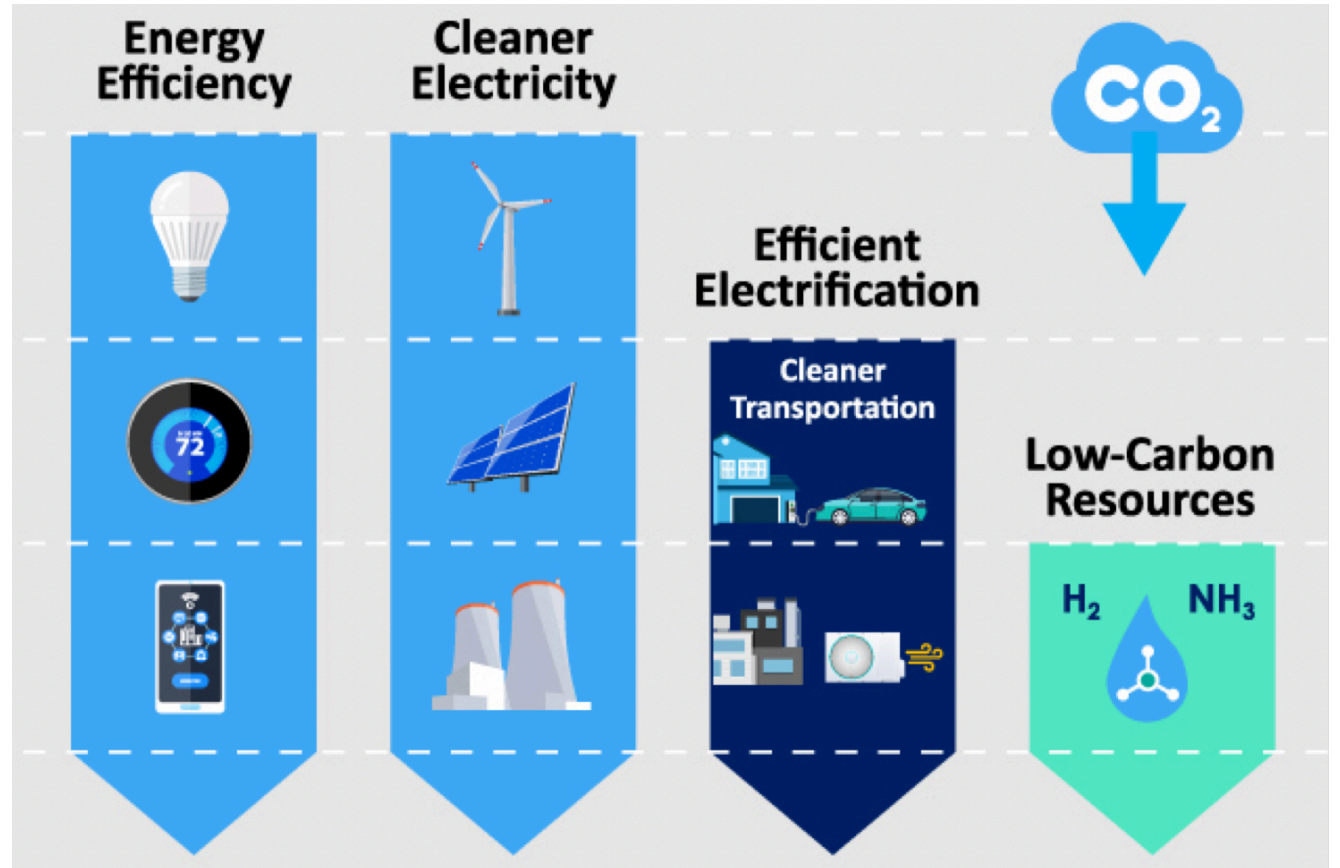 Energy
Efficiency
Cleaner
Electricity
CO₂
Efficient
Electrification
Cleaner
Transportation
72
Low-Carbon
Resources
H₂
NH₃